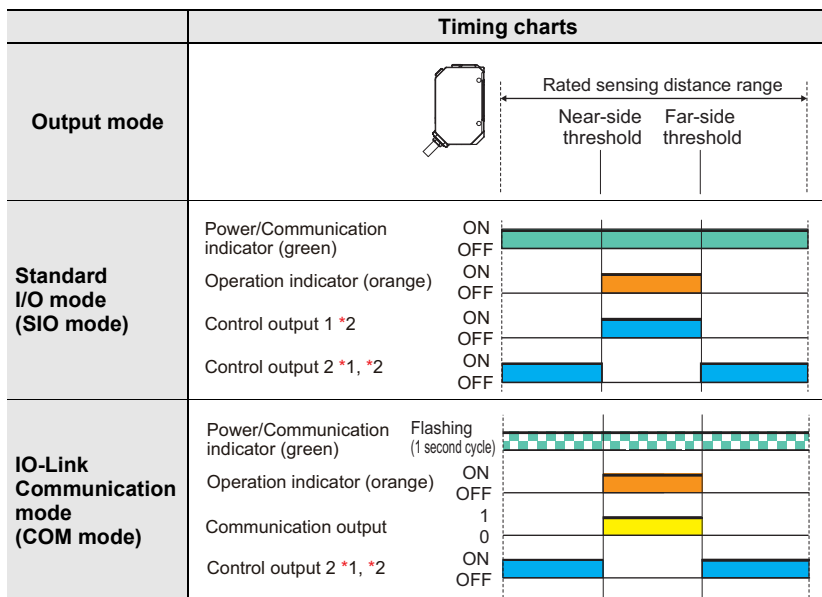 Timing charts
Output mode
Rated sensing distance range
Near-side threshold
Far-side threshold
Standard
I/O mode
(SIO mode)
Power/Communication
indicator (green)
ON
OFF
Operation indicator (orange)
ON
OFF
Control output 1 *2
ON
OFF
Control output 2 *1, *2
ON
OFF
IO-Link
Communication
mode
(COM mode)
Power/Communication
indicator (green)
Flashing
(1 second cycle)
Operation indicator (orange)
ON
OFF
Communication output
1
0
Control output 2 *1, *2
ON
OFF